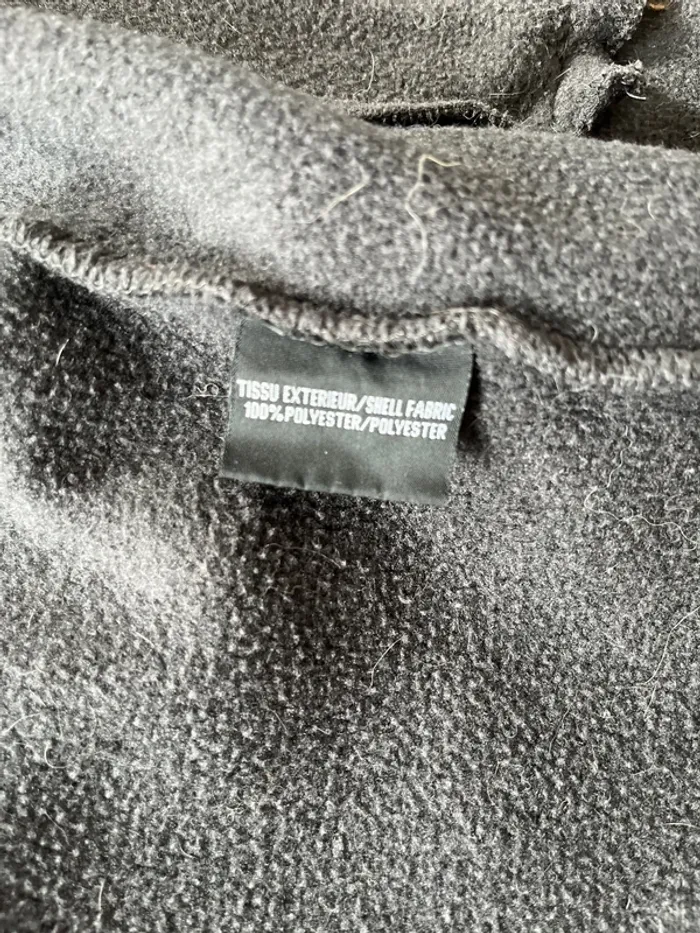 TISSU EXTERIEUR/SHELL FABRIC
100%POLYESTER/POLYESTER